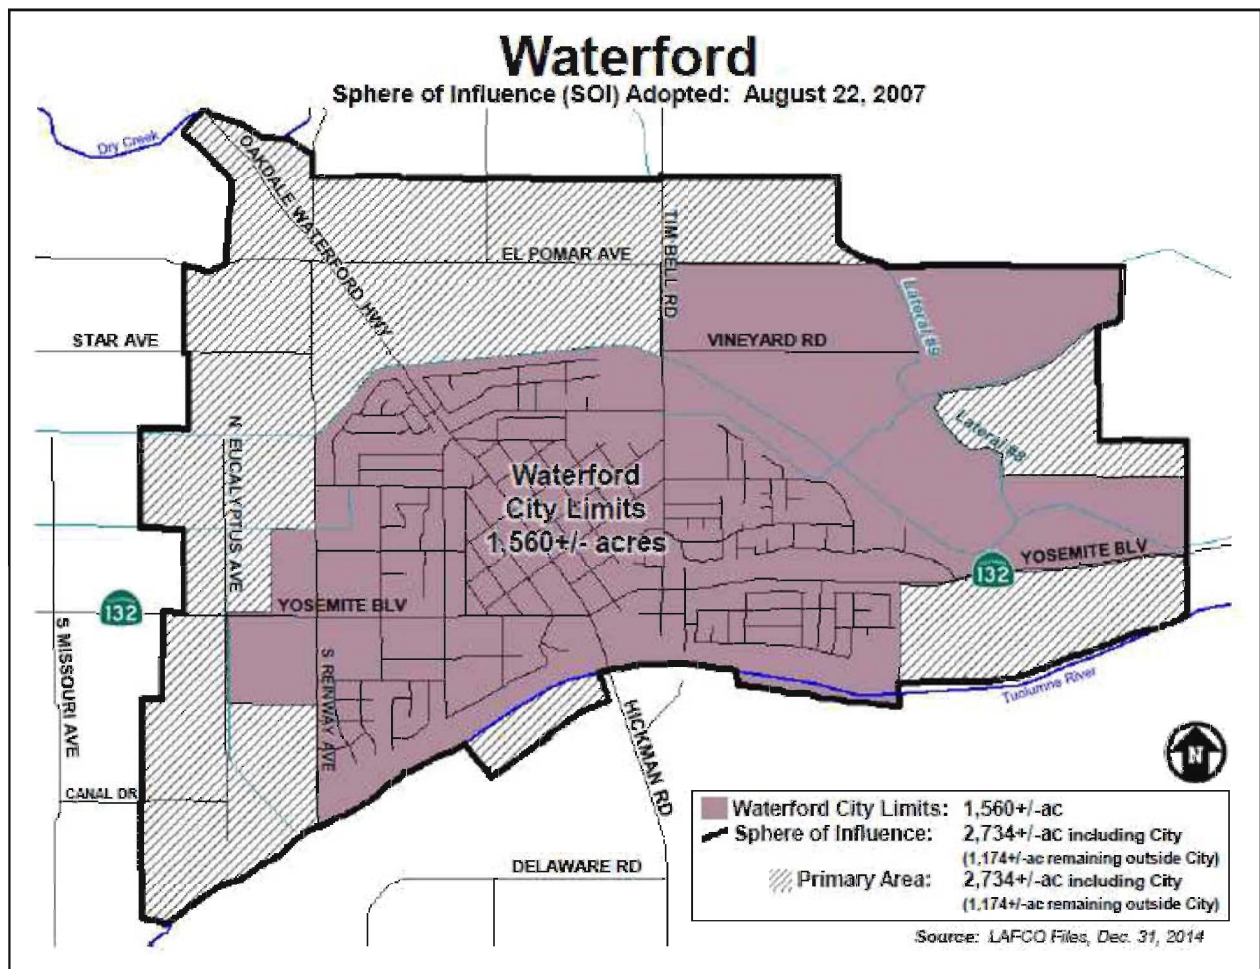 Waterford
Sphere of Influence (SOI) Adopted: August 22, 2007
Dry Creek
OAKDALE WATERFORD HWY
EL POMAR AVE
TIM BELL RD
Lateral #9
STAR AVE
VINEYARD RD
N EUCALYPTUS AVE
Lateral #8
Waterford
City Limits
1,560+/- acres
YOSEMITE BLV
132
132
YOSEMITE BLV
S MISSOURI AVE
S REINWAY AVE
Tuolumne River
HICKMAN RD
CANAL DR
DELAWARE RD
N
Waterford City Limits: 1,560+/-ac
Sphere of Influence: 2,734+/-ac including City
(1,174+/-ac remaining outside City)
Primary Area: 2,734+/-ac including City
(1,174+/-ac remaining outside City)
Source: LAFCO Files, Dec. 31, 2014